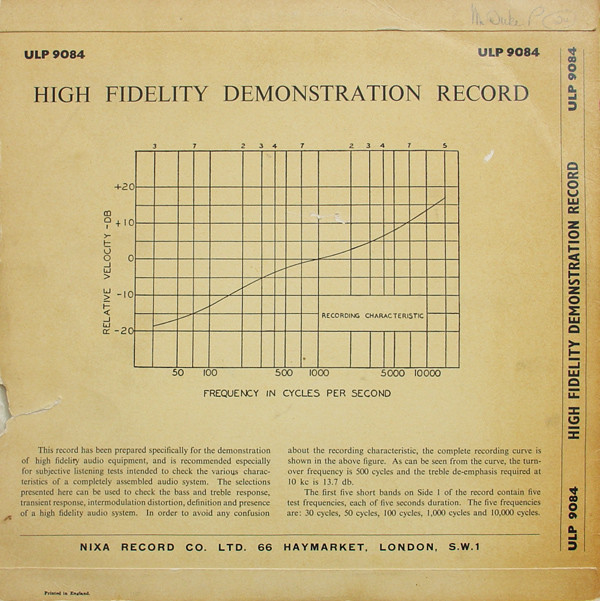 ULP 9084
ULP 9084
HIGH FIDELITY DEMONSTRATION RECORD
3 7 2 3 4 7 2 3 4 7 5
+20
+10
0
-10
-20
RELATIVE VELOCITY-DB
RECORDING CHARACTERISTIC
50 100 500 1000 5000 10000
FREQUENCY IN CYCLES PER SECOND
This record has been prepared specifically for the demonstration
of high fidelity audio equipment, and is recommended especially
for subjective listening tests intended to check the various charac-
teristics of a completely assembled audio system. The selections
presented here can be used to check the bass and treble response,
transient response, intermodulation distortion, definition and presence
of a high fidelity audio system. In order to avoid any confusion
about the recording characteristic, the complete recording curve is
shown in the above figure. As can be seen from the curve, the turn-
over frequency is 500 cycles and the treble de-emphasis required at
10 kc is 13.7 db.
The first five short bands on Side 1 of the record contain five
test frequencies, each of five seconds duration. The five frequencies
are: 30 cycles, 50 cycles, 100 cycles, 1,000 cycles and 10,000 cycles.
NIXA RECORD CO. LTD. 66 HAYMARKET, LONDON, S.W.1
Printed in England.
ULP 9084
HIGH FIDELITY DEMONSTRATION RECORD
ULP 9084